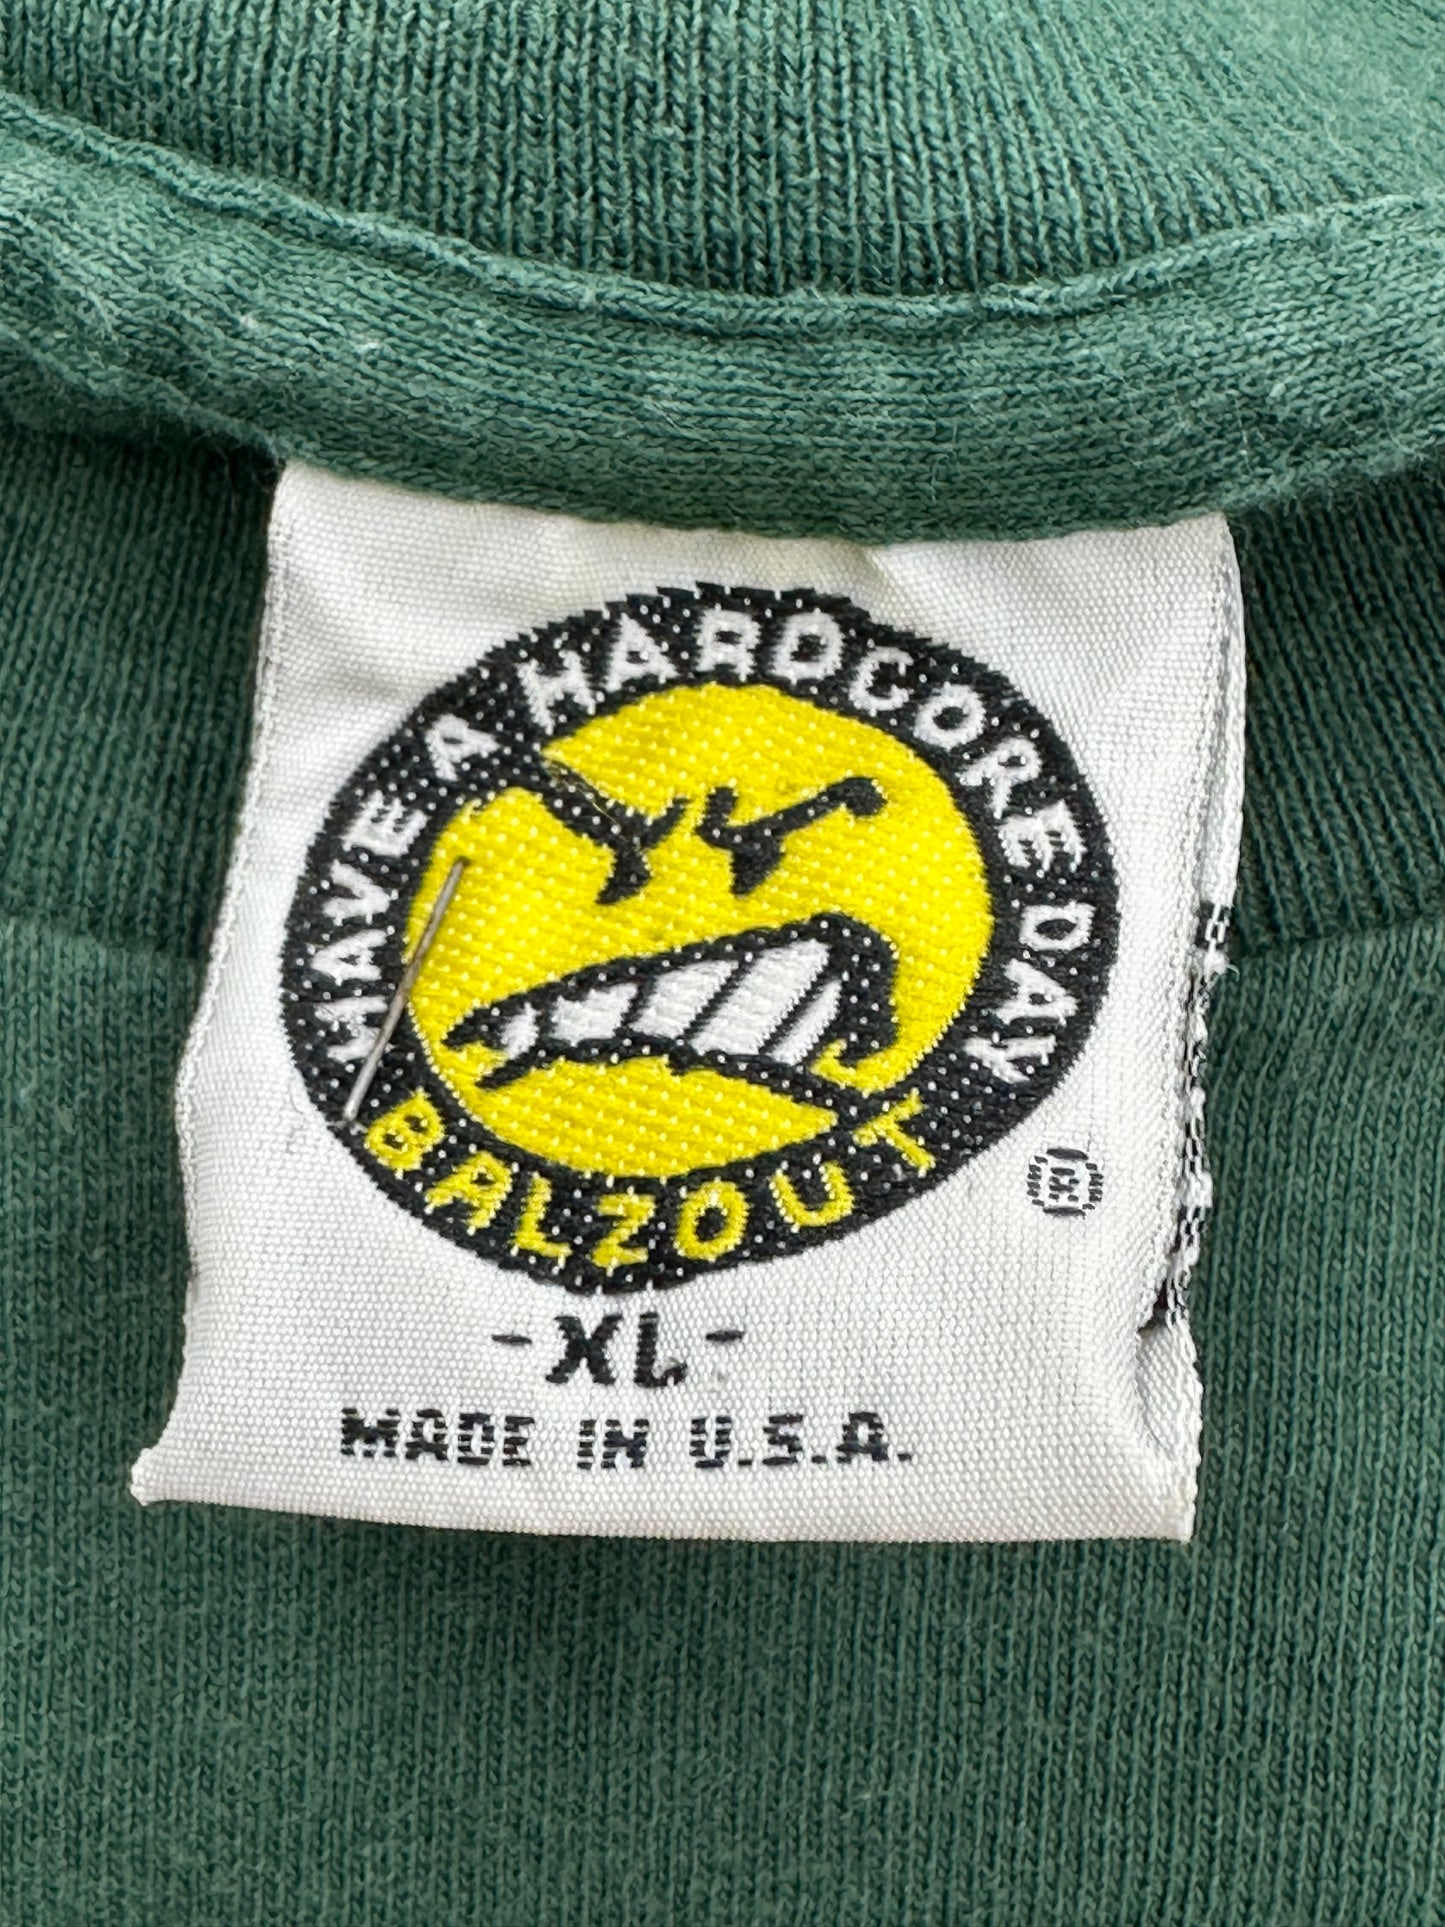 HAVE A HARDCORE DAY
BALZOUT
®
-XL-
MADE IN U.S.A.